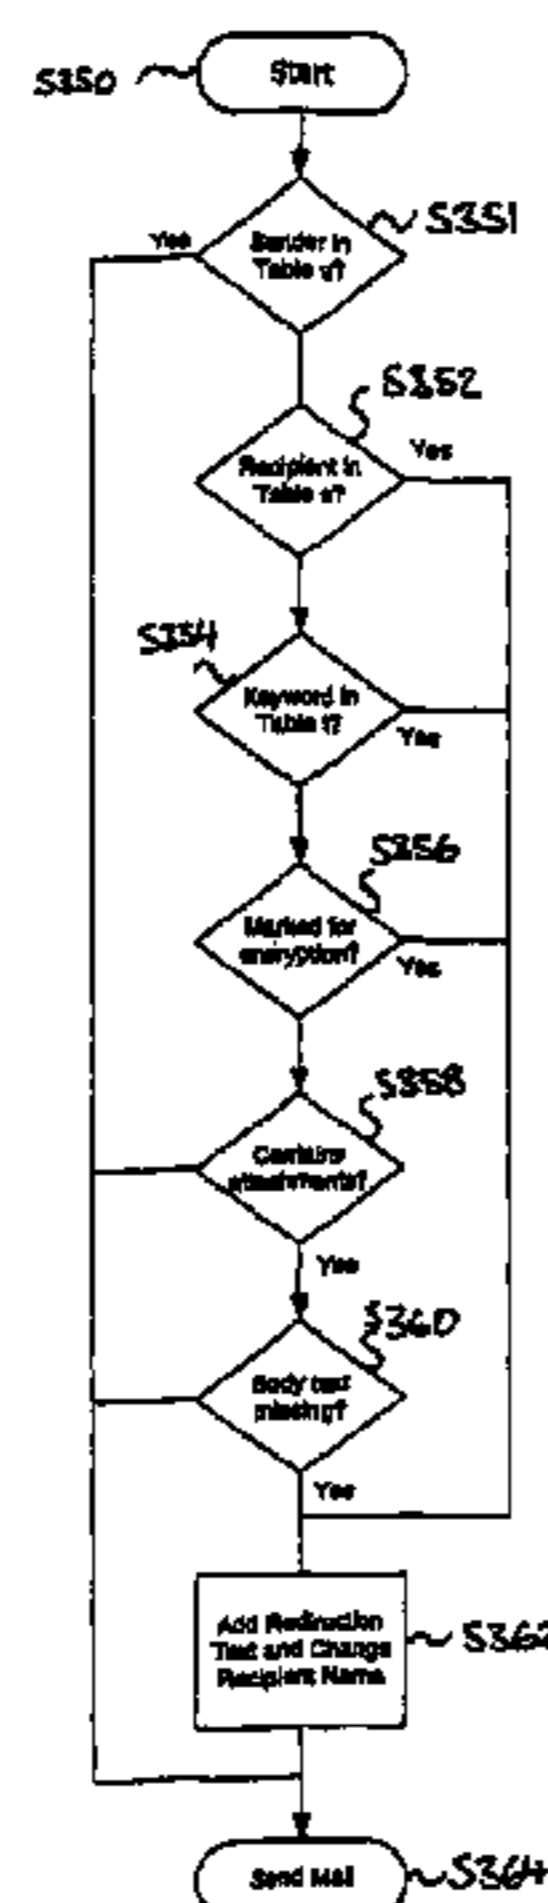 S350
Start
S351
Yes
Sender in
Table v?
S352
Yes
Recipient in
Table
S354
Keyword in
Table
Yes
S356
Marked for
encryption?
Yes
S358
Contains
attachments?
Yes
S360
Body text
missing?
Yes
Add Redirection
Text and Change
Recipient Name
S362
Send Mail
S364